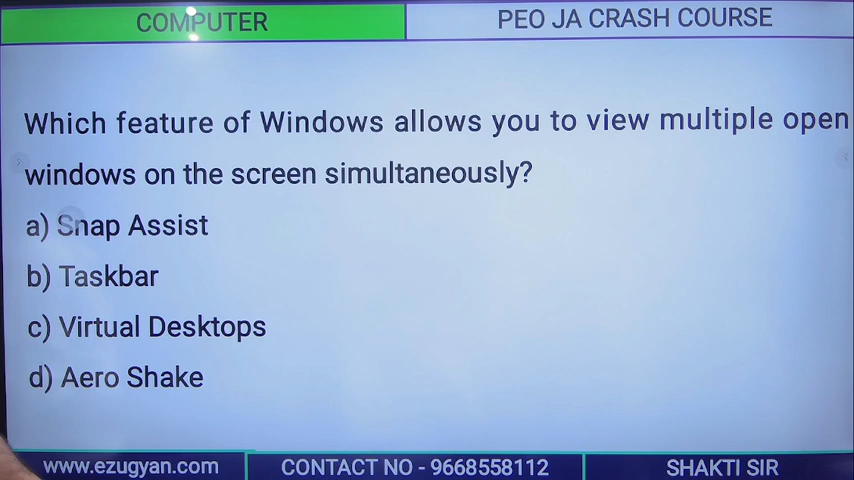 COMPUTER
PEO JA CRASH COURSE
Which feature of Windows allows you to view multiple open
windows on the screen simultaneously?
a) Snap Assist
b) Taskbar
c) Virtual Desktops
d) Aero Shake
www.ezugyan.com
CONTACT NO - 9668558112
SHAKTI SIR